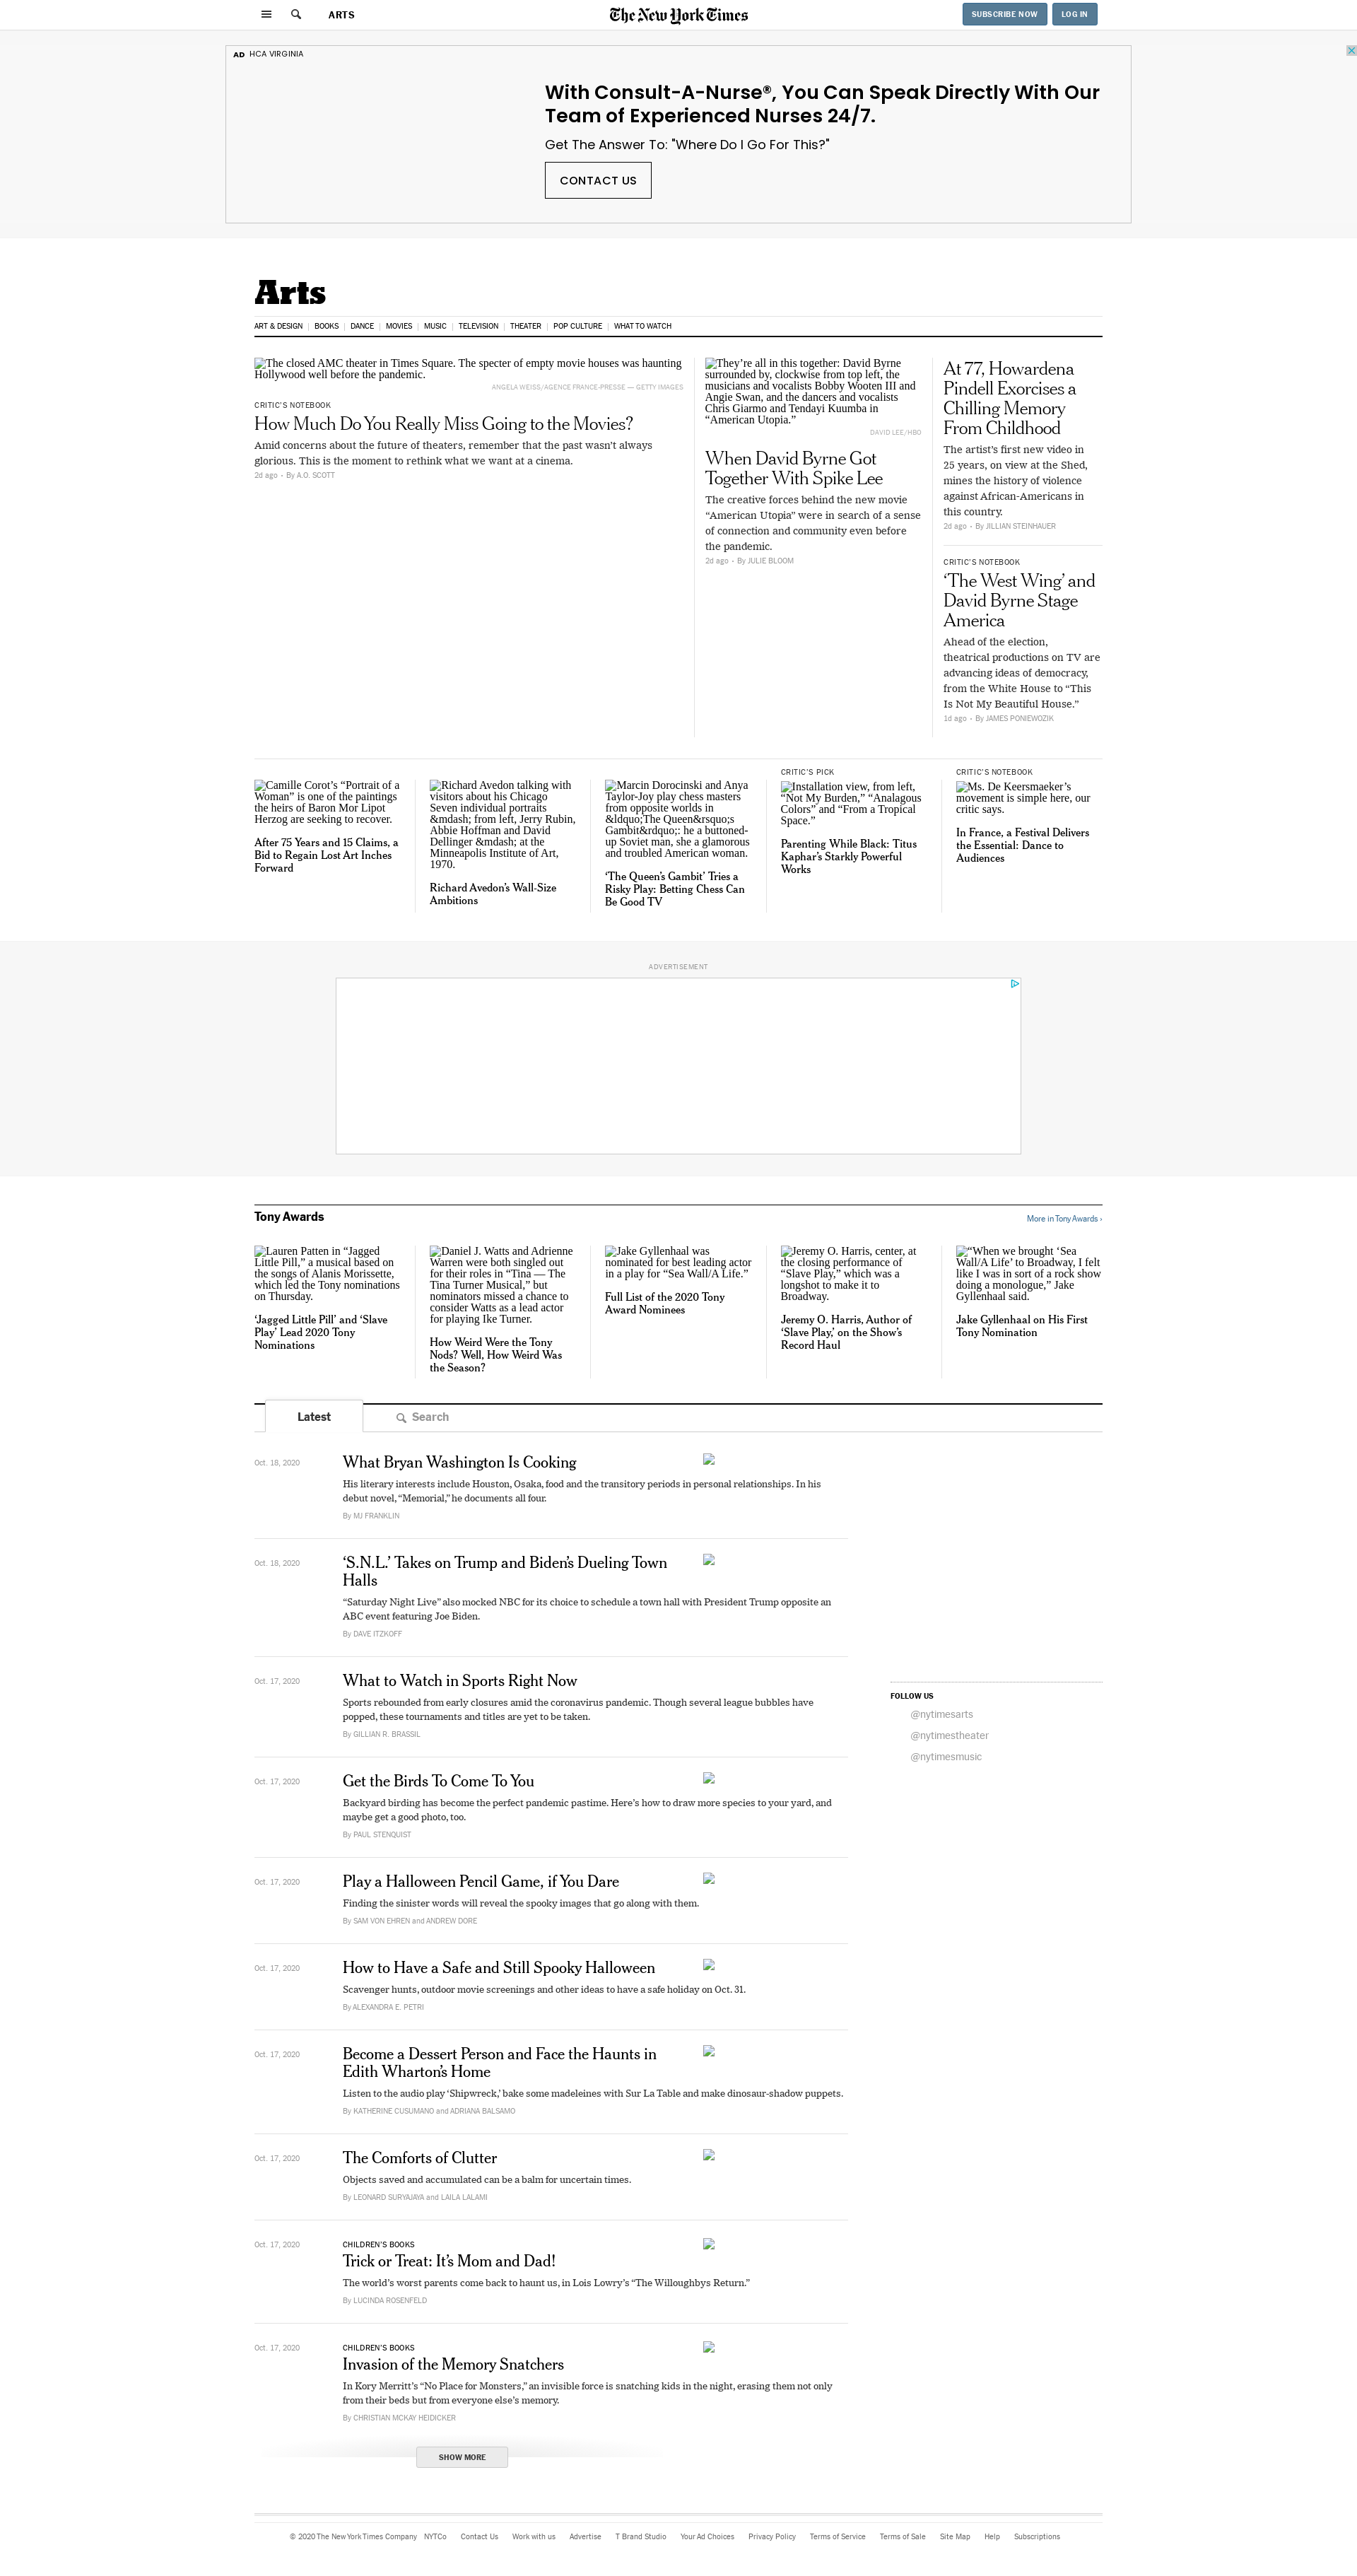 ARTS
The New York Times
SUBSCRIBE NOW
LOG IN
AD HCA VIRGINIA
With Consult-A-Nurse®, You Can Speak Directly With Our
Team of Experienced Nurses 24/7.
Get The Answer To: "Where Do I Go For This?"
CONTACT US
Arts
ART & DESIGN
BOOKS
DANCE
MOVIES
MUSIC
TELEVISION
THEATER
POP CULTURE
WHAT TO WATCH
The closed AMC theater in Times Square. The specter of empty movie houses was haunting
Hollywood well before the pandemic.
ANGELA WEISS/AGENCE FRANCE-PRESSE — GETTY IMAGES
CRITIC'S NOTEBOOK
How Much Do You Really Miss Going to the Movies?
Amid concerns about the future of theaters, remember that the past wasn't always
glorious. This is the moment to rethink what we want at a cinema.
2d ago • By A.O. SCOTT
They're all in this together: David Byrne
surrounded by, clockwise from top left, the
musicians and vocalists Bobby Wooten III and
Angie Swan, and the dancers and vocalists
Chris Giarmo and Tendayi Kuumba in
“American Utopia.”
DAVID LEE/HBO
When David Byrne Got
Together With Spike Lee
The creative forces behind the new movie
“American Utopia” were in search of a sense
of connection and community even before
the pandemic.
2d ago • By JULIE BLOOM
At 77, Howardena
Pindell Exorcises a
Chilling Memory
From Childhood
The artist’s first new video in
25 years, on view at the Shed,
mines the history of violence
against African-Americans in
this country.
2d ago • By JILLIAN STEINHAUER
CRITIC'S NOTEBOOK
‘The West Wing’ and
David Byrne Stage
America
Ahead of the election,
theatrical productions on TV are
advancing ideas of democracy,
from the White House to “This
Is Not My Beautiful House.”
1d ago • By JAMES PONIEWOZIK
Camille Corot’s “Portrait of a
Woman” is one of the paintings
the heirs of Baron Mor Lipot
Herzog are seeking to recover.
After 75 Years and 15 Claims, a
Bid to Regain Lost Art Inches
Forward
Richard Avedon talking with
visitors about his Chicago
Seven individual portraits
&mdash; from left, Jerry Rubin,
Abbie Hoffman and David
Dellinger &mdash; at the
Minneapolis Institute of Art,
1970.
Richard Avedon’s Wall-Size
Ambitions
Marcin Dorocinski and Anya
Taylor-Joy play chess masters
from opposite worlds in
&ldquo;The Queen&rsquo;s
Gambit&rdquo;: he a buttoned-
up Soviet man, she a glamorous
and troubled American woman.
‘The Queen’s Gambit’ Tries a
Risky Play: Betting Chess Can
Be Good TV
CRITIC'S PICK
Installation view, from left,
“Not My Burden,” “Analagous
Colors” and “From a Tropical
Space.”
Parenting While Black: Titus
Kaphar’s Starkly Powerful
Works
CRITIC'S NOTEBOOK
Ms. De Keersmaeker’s
movement is simple here, our
critic says.
In France, a Festival Delivers
the Essential: Dance to
Audiences
ADVERTISEMENT
Tony Awards
More in Tony Awards ›
Lauren Patten in “Jagged
Little Pill,” a musical based on
the songs of Alanis Morissette,
which led the Tony nominations
on Thursday.
‘Jagged Little Pill’ and ‘Slave
Play’ Lead 2020 Tony
Nominations
Daniel J. Watts and Adrienne
Warren were both singled out
for their roles in “Tina — The
Tina Turner Musical,” but
nominators missed a chance to
consider Watts as a lead actor
for playing Ike Turner.
How Weird Were the Tony
Nods? Well, How Weird Was
the Season?
Jake Gyllenhaal was
nominated for best leading actor
in a play for “Sea Wall/A Life.”
Full List of the 2020 Tony
Award Nominees
Jeremy O. Harris, center, at
the closing performance of
“Slave Play,” which was a
longshot to make it to
Broadway.
Jeremy O. Harris, Author of
‘Slave Play,’ on the Show’s
Record Haul
“When we brought ‘Sea
Wall/A Life’ to Broadway, I felt
like I was in sort of a rock show
doing a monologue,” Jake
Gyllenhaal said.
Jake Gyllenhaal on His First
Tony Nomination
Latest
Search
Oct. 18, 2020
What Bryan Washington Is Cooking
His literary interests include Houston, Osaka, food and the transitory periods in personal relationships. In his
debut novel, “Memorial,” he documents all four.
By MJ FRANKLIN
Oct. 18, 2020
‘S.N.L.’ Takes on Trump and Biden’s Dueling Town
Halls
“Saturday Night Live” also mocked NBC for its choice to schedule a town hall with President Trump opposite an
ABC event featuring Joe Biden.
By DAVE ITZKOFF
Oct. 17, 2020
What to Watch in Sports Right Now
Sports rebounded from early closures amid the coronavirus pandemic. Though several league bubbles have
popped, these tournaments and titles are yet to be taken.
By GILLIAN R. BRASSIL
FOLLOW US
@nytimesarts
@nytimestheater
@nytimesmusic
Oct. 17, 2020
Get the Birds To Come To You
Backyard birding has become the perfect pandemic pastime. Here’s how to draw more species to your yard, and
maybe get a good photo, too.
By PAUL STENQUIST
Oct. 17, 2020
Play a Halloween Pencil Game, if You Dare
Finding the sinister words will reveal the spooky images that go along with them.
By SAM VON EHREN and ANDREW DORE
Oct. 17, 2020
How to Have a Safe and Still Spooky Halloween
Scavenger hunts, outdoor movie screenings and other ideas to have a safe holiday on Oct. 31.
By ALEXANDRA E. PETRI
Oct. 17, 2020
Become a Dessert Person and Face the Haunts in
Edith Wharton’s Home
Listen to the audio play ‘Shipwreck,’ bake some madeleines with Sur La Table and make dinosaur-shadow puppets.
By KATHERINE CUSUMANO and ADRIANA BALSAMO
Oct. 17, 2020
The Comforts of Clutter
Objects saved and accumulated can be a balm for uncertain times.
By LEONARD SURYAJAYA and LAILA LALAMI
Oct. 17, 2020
CHILDREN'S BOOKS
Trick or Treat: It’s Mom and Dad!
The world’s worst parents come back to haunt us, in Lois Lowry’s “The Willoughbys Return.”
By LUCINDA ROSENFELD
Oct. 17, 2020
CHILDREN'S BOOKS
Invasion of the Memory Snatchers
In Kory Merritt’s “No Place for Monsters,” an invisible force is snatching kids in the night, erasing them not only
from their beds but from everyone else’s memory.
By CHRISTIAN MCKAY HEIDICKER
SHOW MORE
© 2020 The New York Times Company NYTCo Contact Us Work with us Advertise T Brand Studio Your Ad Choices Privacy Policy Terms of Service Terms of Sale Site Map Help Subscriptions